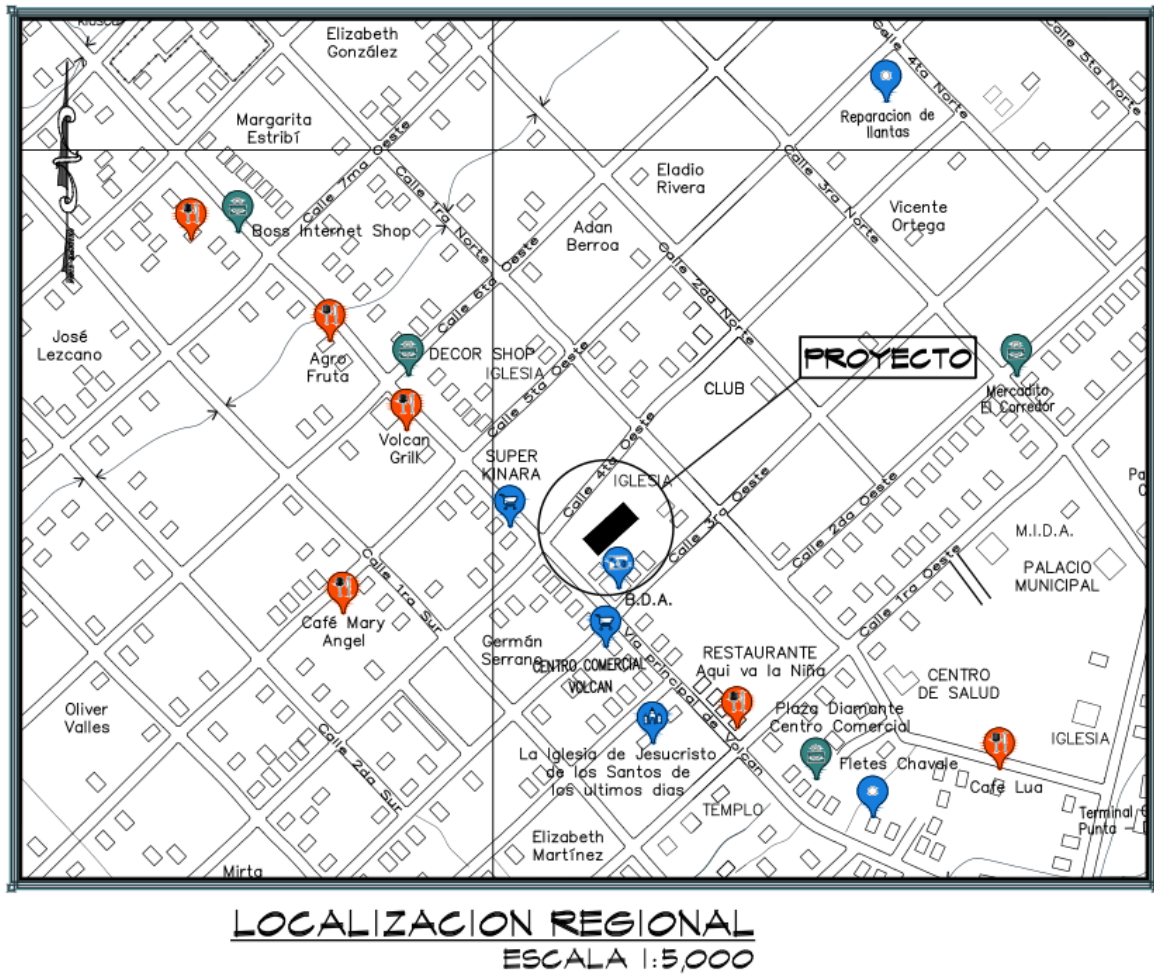 Elizabeth
González
Calle 4ta Norte
Calle 5ta Norte
Reparacion de
llantas
Margarita
Estribí
Calle 7ma Oeste
Calle 1ra Norte
Eladio
Rivera
Calle 3ra Norte
Vicente
Ortega
Boss Internet Shop
Adan
Berroa
Calle 6ta Oeste
Calle 2da Norte
José
Lezcano
Agro
Fruta
DECOR SHOP
IGLESIA
Calle 5ta Oeste
PROYECTO
CLUB
Mercadito
El Corredor
Volcan
Grill
SUPER
KINARA
Calle 4ta Oeste
IGLESIA
Calle 3ra Oeste
Calle 2da Oeste
M.I.D.A.
PALACIO
MUNICIPAL
Calle 1ra Oeste
Calle 1ra Sur
Café Mary
Angel
B.D.A.
Germán
Serrano
CENTRO COMERCIAL
VOLCAN
Via principal de Volcan
RESTAURANTE
Aqui va la Niña
CENTRO
DE SALUD
Oliver
Valles
Calle 2da Sur
Plaza Diamante
Centro Comercial
IGLESIA
La Iglesia de Jesucristo
de los Santos de
los ultimos dias
Fletes Chavale
Café Lua
TEMPLO
Terminal
Punta
Elizabeth
Martínez
Mirta
LOCALIZACION REGIONAL
ESCALA 1:5,000